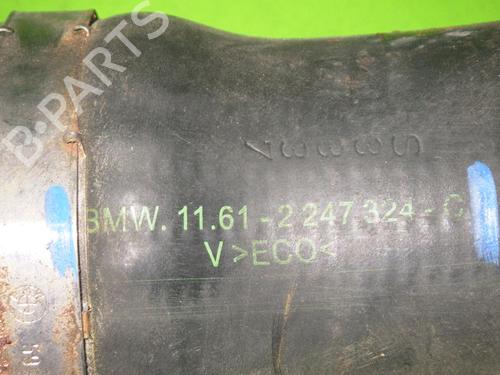 B-PARTS
BMW. 11.61 - 2 247 324 - C
V >ECO<